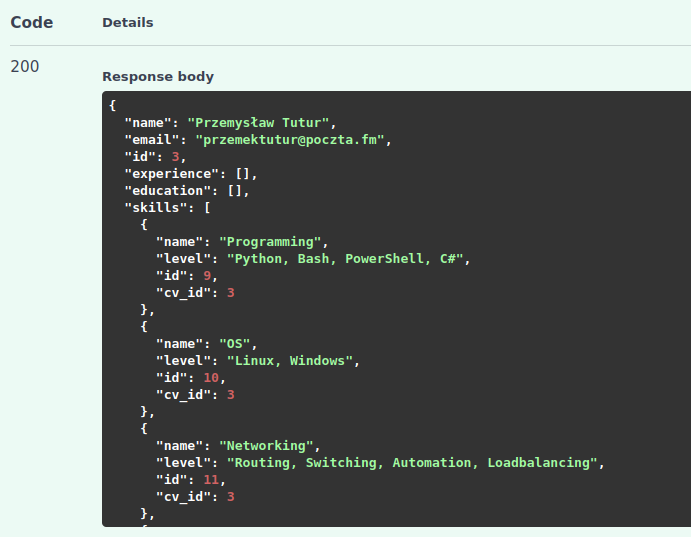 Code Details
200
Response body
{
  "name": "Przemysław Tutur",
  "email": "przemektutur@poczta.fm",
  "id": 3,
  "experience": [],
  "education": [],
  "skills": [
    {
      "name": "Programming",
      "level": "Python, Bash, PowerShell, C#",
      "id": 9,
      "cv_id": 3
    },
    {
      "name": "OS",
      "level": "Linux, Windows",
      "id": 10,
      "cv_id": 3
    },
    {
      "name": "Networking",
      "level": "Routing, Switching, Automation, Loadbalancing",
      "id": 11,
      "cv_id": 3
    },